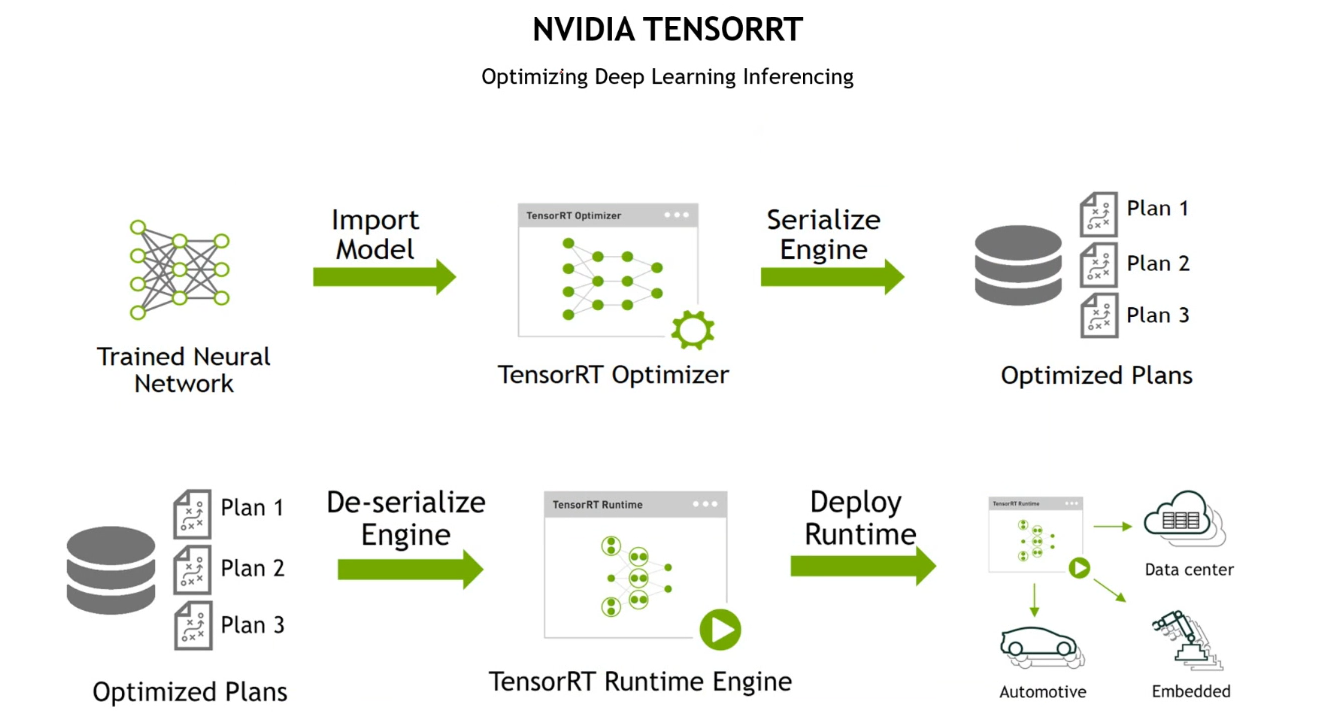 NVIDIA TENSORRT
Optimizing Deep Learning Inferencing
Import
Model
TensorRT Optimizer
Serialize
Engine
Plan 1
Plan 2
Plan 3
Trained Neural
Network
TensorRT Optimizer
Optimized Plans
Plan 1
Plan 2
Plan 3
De-serialize
Engine
TensorRT Runtime
Deploy
Runtime
TensorRT Runtime
Data center
Automotive
Embedded
Optimized Plans
TensorRT Runtime Engine